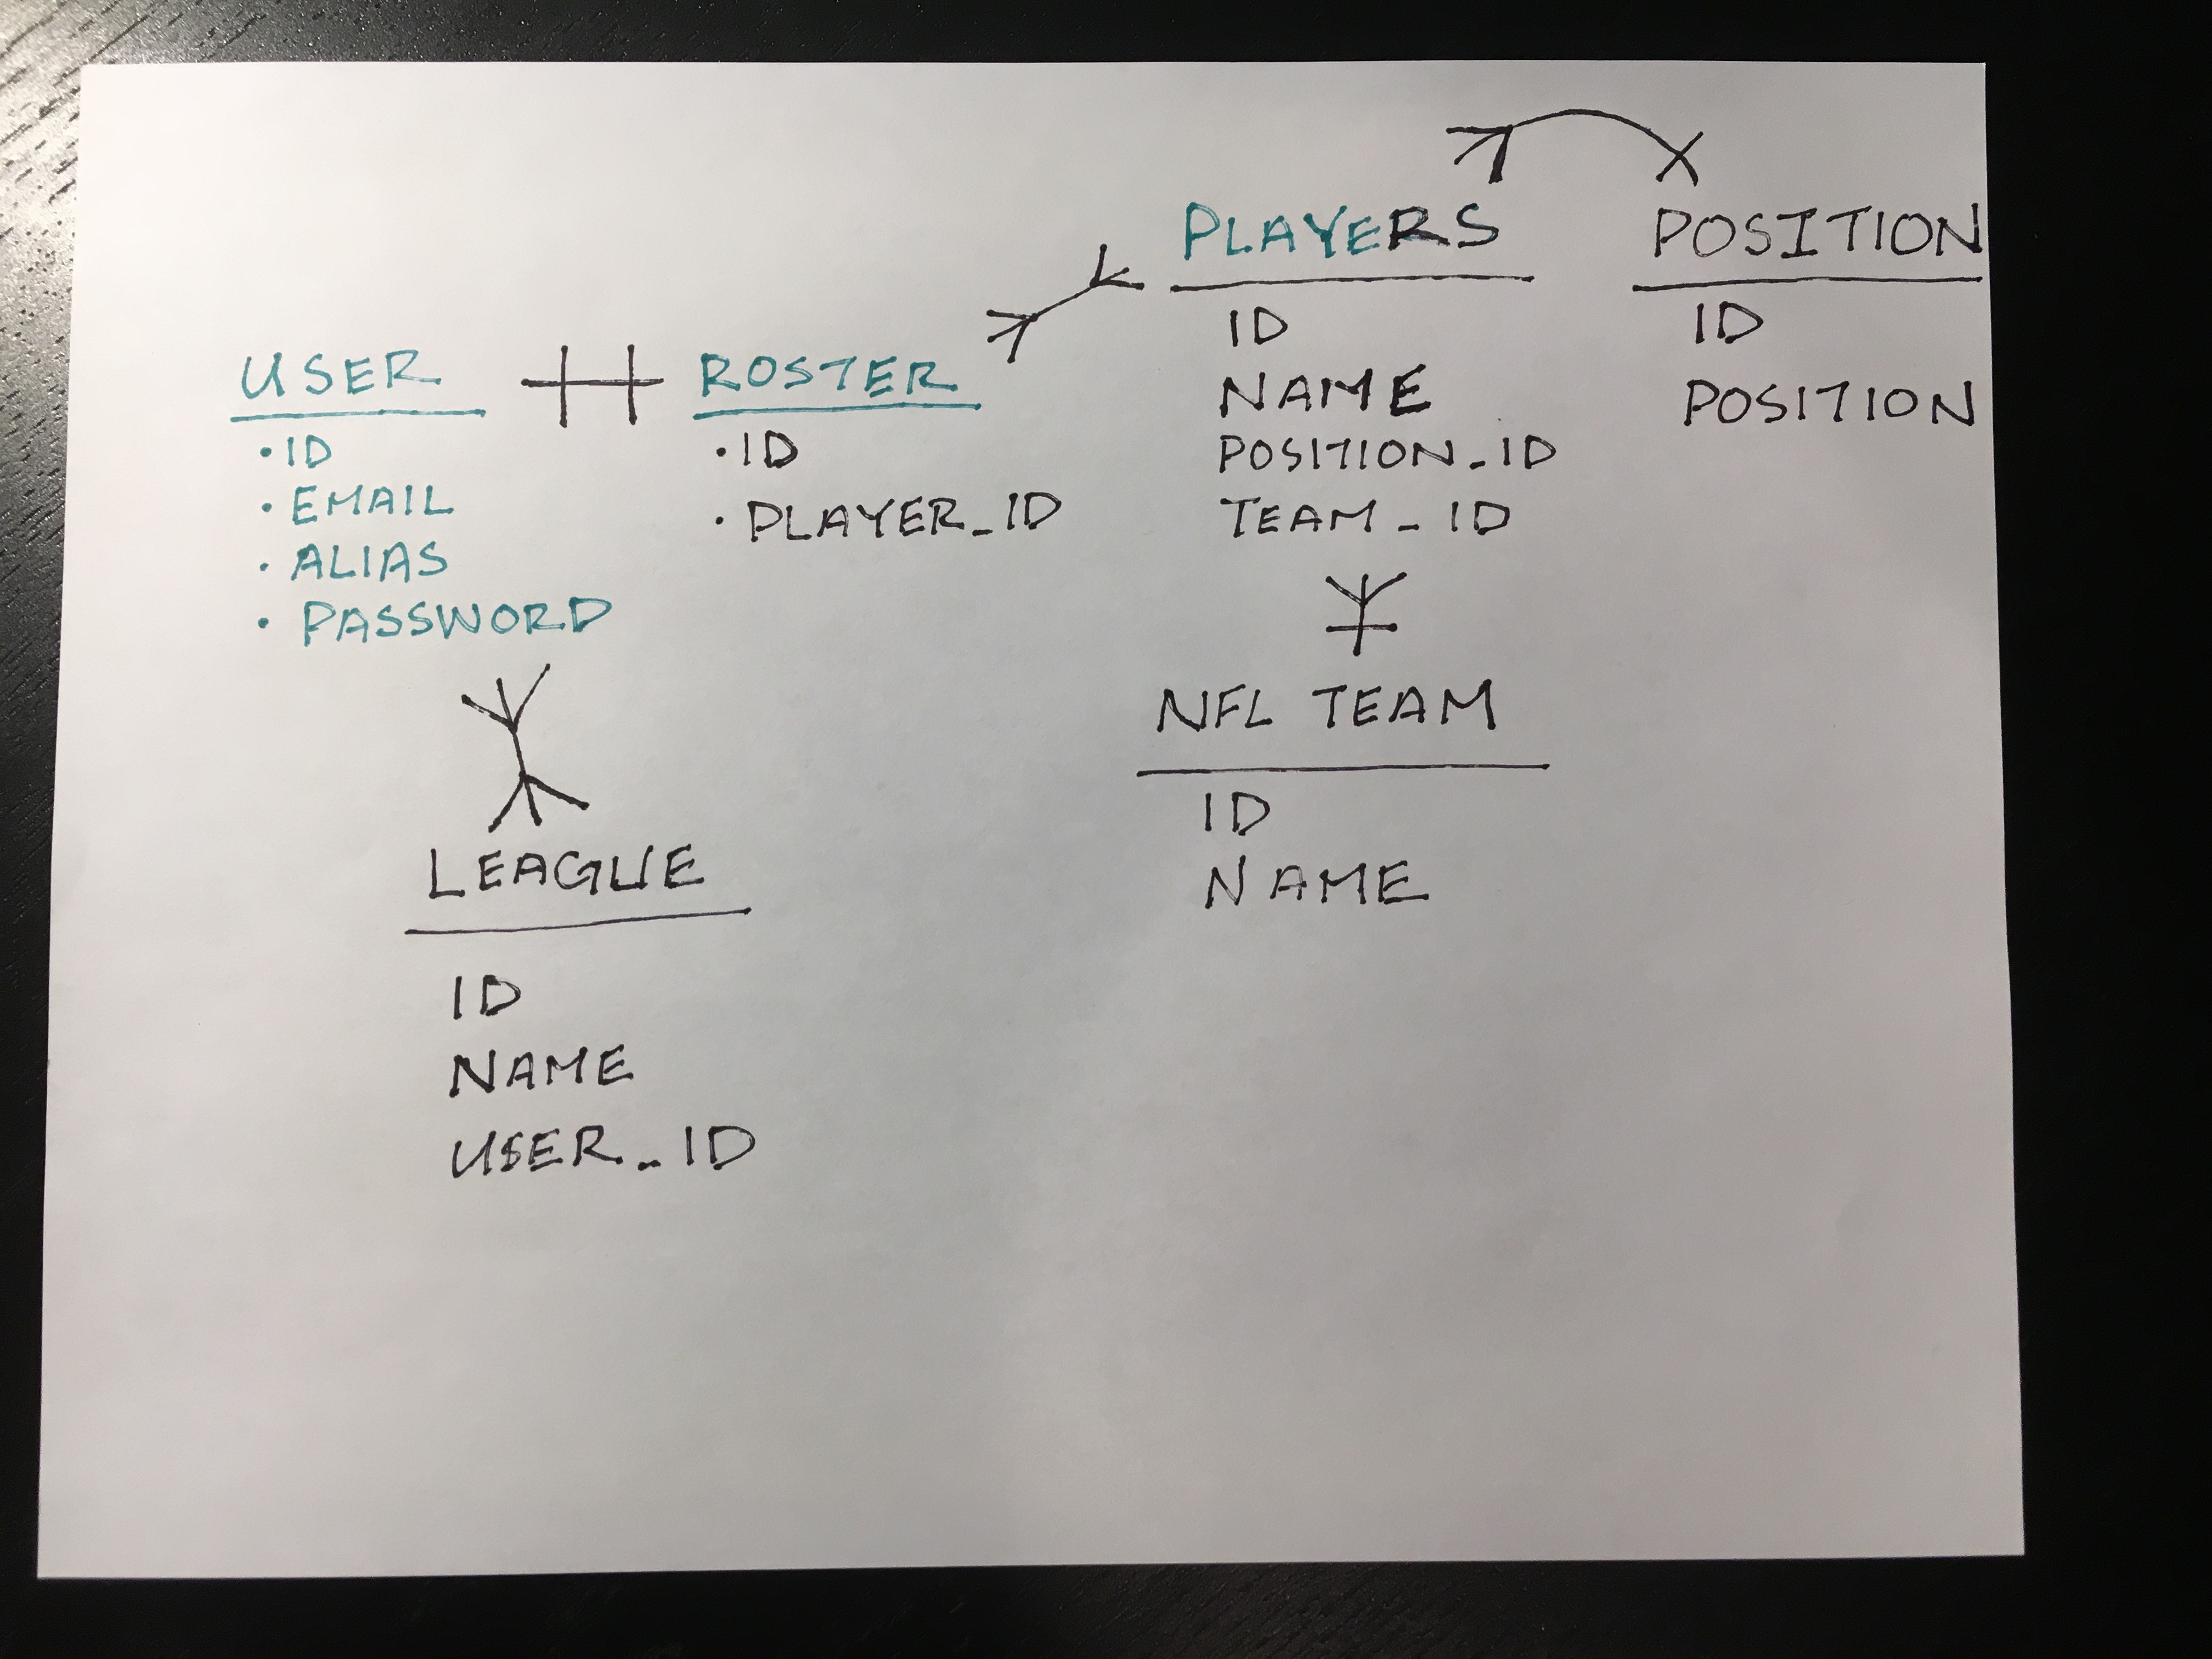 USER
• ID
• EMAIL
• ALIAS
• PASSWORD
ROSTER
• ID
• PLAYER_ID
PLAYERS
ID
NAME
POSITION_ID
TEAM_ID
POSITION
ID
POSITION
LEAGUE
ID
NAME
USER_ID
NFL TEAM
ID
NAME